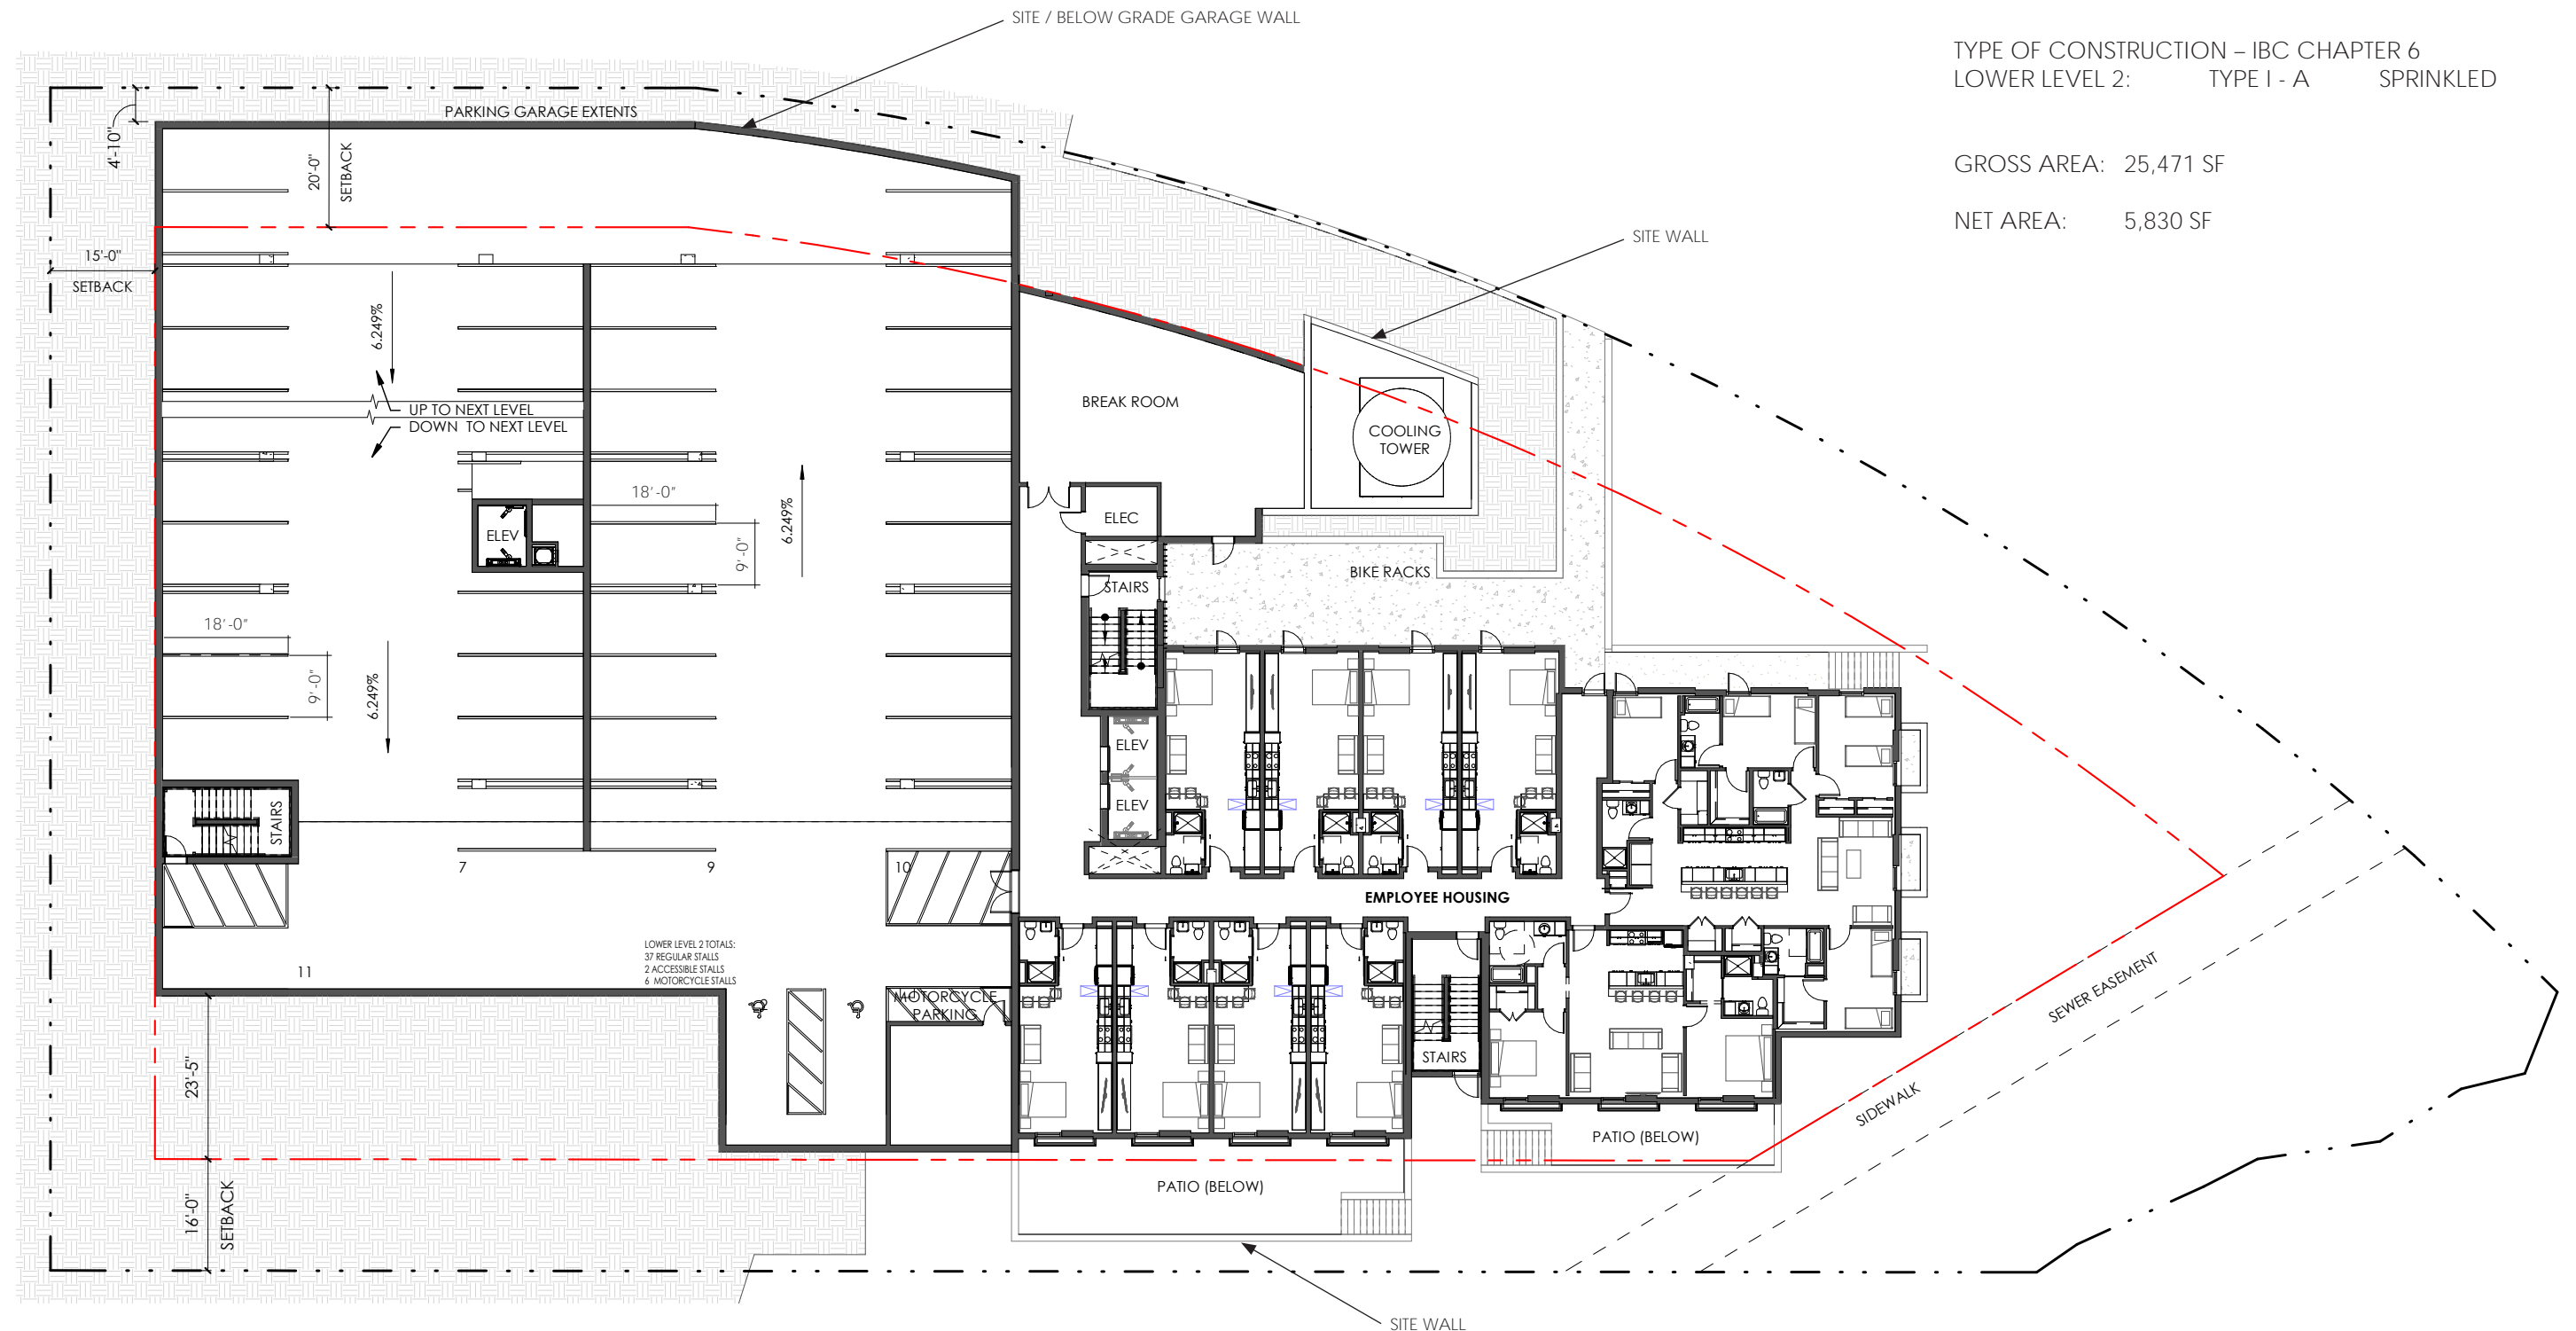 SITE / BELOW GRADE GARAGE WALL
TYPE OF CONSTRUCTION – IBC CHAPTER 6
LOWER LEVEL 2: TYPE I - A SPRINKLED
GROSS AREA: 25,471 SF
NET AREA: 5,830 SF
PARKING GARAGE EXTENTS
4'-10"
20'-0"
SETBACK
15'-0"
SETBACK
SITE WALL
6.249%
UP TO NEXT LEVEL
DOWN TO NEXT LEVEL
BREAK ROOM
COOLING
TOWER
18'-0"
6.249%
9'-0"
ELEV
ELEC
STAIRS
BIKE RACKS
18'-0"
9'-0"
6.249%
ELEV
ELEV
STAIRS
7
9
10
EMPLOYEE HOUSING
LOWER LEVEL 2 TOTALS:
37 REGULAR STALLS
2 ACCESSIBLE STALLS
6 MOTORCYCLE STALLS
11
MOTORCYCLE
PARKING
STAIRS
SEWER EASEMENT
SIDEWALK
23'-5"
PATIO (BELOW)
PATIO (BELOW)
16'-0"
SETBACK
SITE WALL